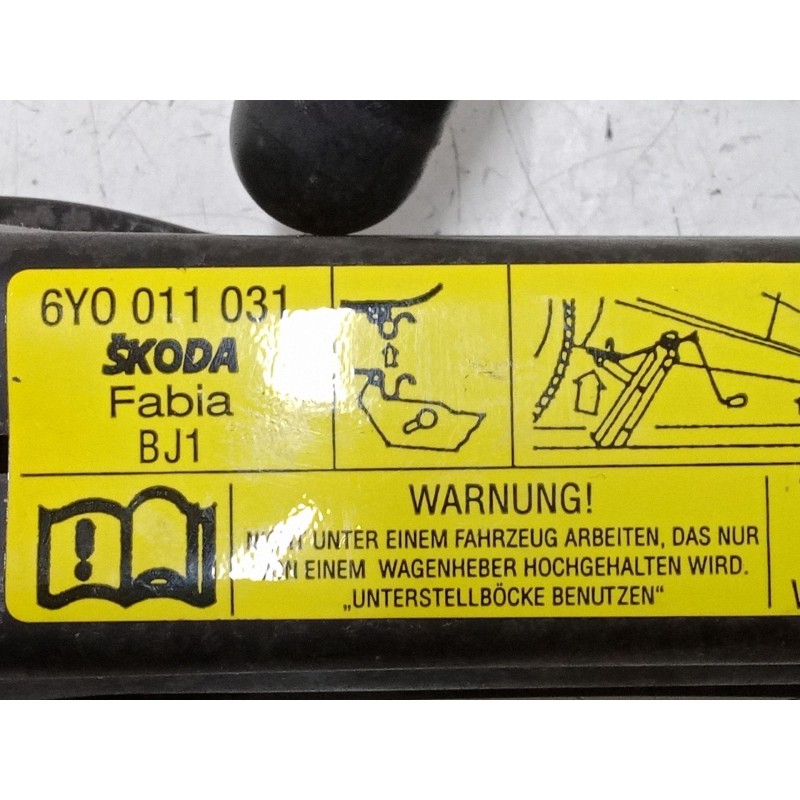 6Y0 011 031
ŠKODA
Fabia
BJ1
WARNUNG!
UNTER EINEM FAHRZEUG ARBEITEN, DAS NUR
EINEM WAGENHEBER HOCHGEHALTEN WIRD.
„UNTERSTELLBÖCKE BENUTZEN"